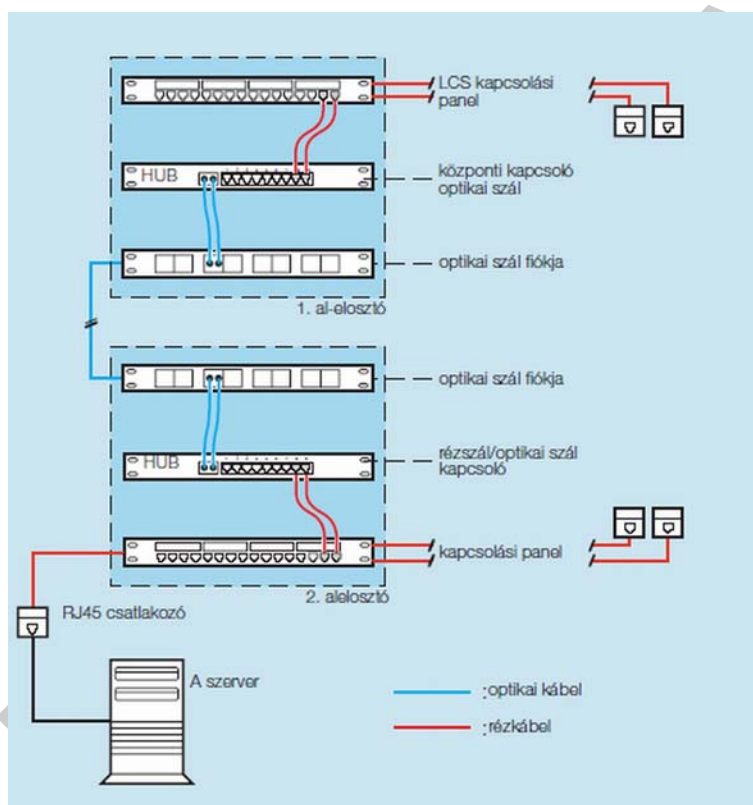 LCS kapcsolási
panel
HUB
központi kapcsoló
optikai szál
optikai szál fiókja
1. al-elosztó
optikai szál fiókja
HUB
rézszál/optikai szál
kapcsoló
kapcsolási panel
2. alelosztó
RJ45 csatlakozó
A szerver
:optikai kábel
:rézkábel